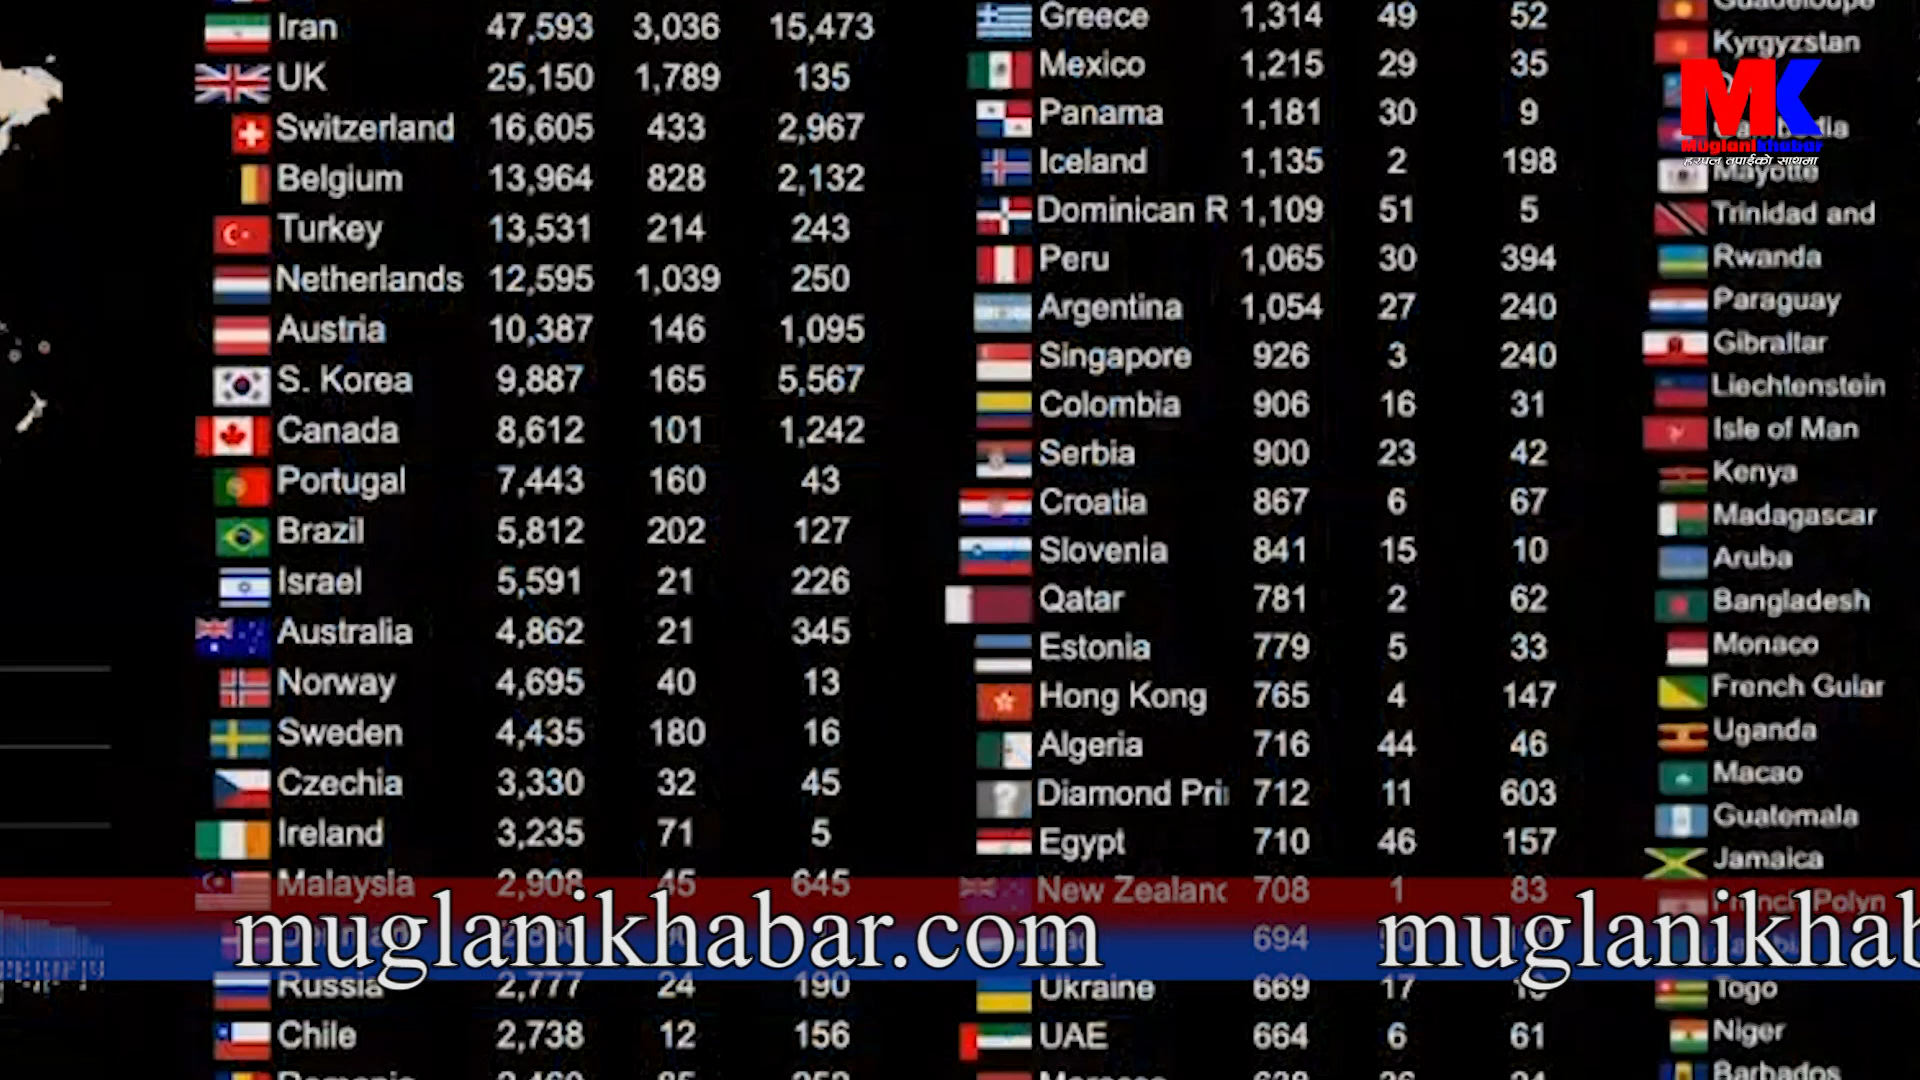 Iran 47,593 3,036 15,473
UK 25,150 1,789 135
Switzerland 16,605 433 2,967
Belgium 13,964 828 2,132
Turkey 13,531 214 243
Netherlands 12,595 1,039 250
Austria 10,387 146 1,095
S. Korea 9,887 165 5,567
Canada 8,612 101 1,242
Portugal 7,443 160 43
Brazil 5,812 202 127
Israel 5,591 21 226
Australia 4,862 21 345
Norway 4,695 40 13
Sweden 4,435 180 16
Czechia 3,330 32 45
Ireland 3,235 71 5
Malaysia 2,908 45 645
Russia 2,777 24 190
Chile 2,738 12 156
Greece 1,314 49 52
Mexico 1,215 29 35
Panama 1,181 30 9
Iceland 1,135 2 198
Dominican R 1,109 51 5
Peru 1,065 30 394
Argentina 1,054 27 240
Singapore 926 3 240
Colombia 906 16 31
Serbia 900 23 42
Croatia 867 6 67
Slovenia 841 15 10
Qatar 781 2 62
Estonia 779 5 33
Hong Kong 765 4 147
Algeria 716 44 46
Diamond Pri 712 11 603
Egypt 710 46 157
New Zealand 708 1 83
694
Ukraine 669 17
UAE 664 6 61
Guadeloupe
Kyrgyzstan
Cambodia
Mayotte
Trinidad and
Rwanda
Paraguay
Gibraltar
Liechtenstein
Isle of Man
Kenya
Madagascar
Aruba
Bangladesh
Monaco
French Guiar
Uganda
Macao
Guatemala
Jamaica
French Polyn
Togo
Niger
Barbados
MK
Muglanikhabar
हरपल तपाईंको साथमा
muglanikhabar.com
muglanikhab